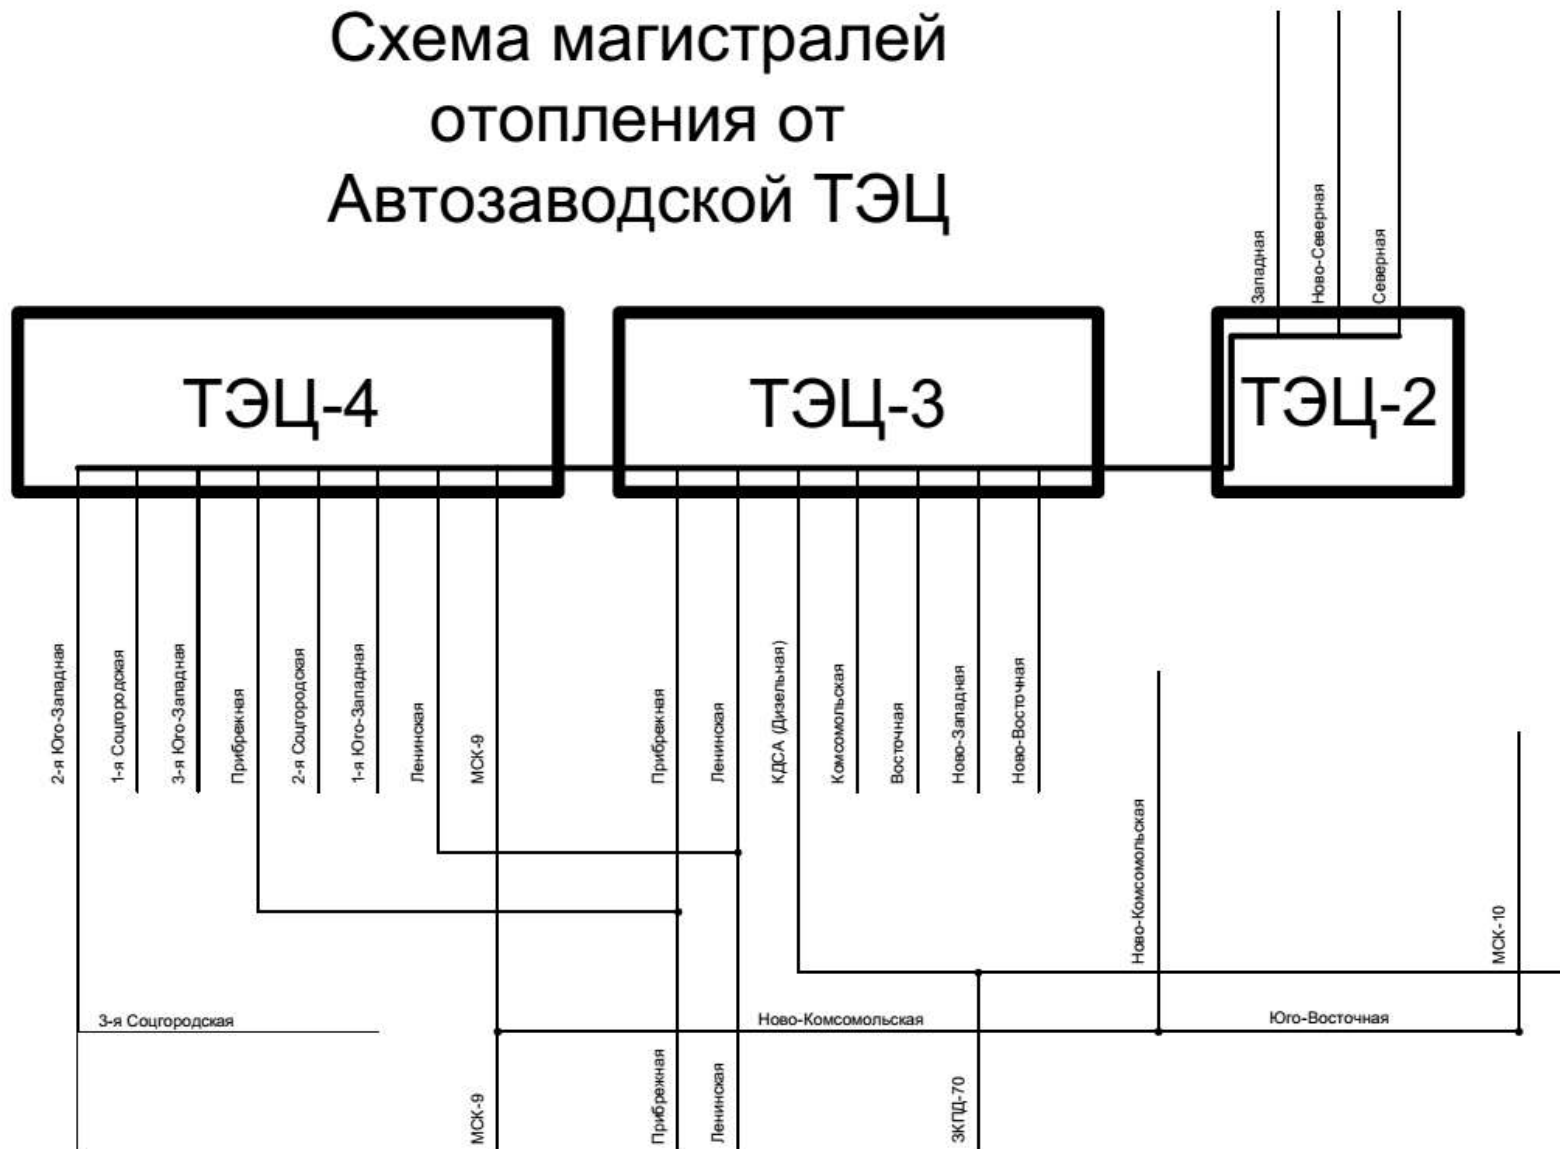 Схема магистралей
отопления от
Автозаводской ТЭЦ
Западная
Ново-Северная
Северная
ТЭЦ-4
ТЭЦ-3
ТЭЦ-2
2-я Юго-Западная
1-я Соцгородская
3-я Юго-Западная
Прибрежная
2-я Соцгородская
1-я Юго-Западная
Ленинская
МСК-9
Прибрежная
Ленинская
КДСА (Дизельная)
Комсомольская
Восточная
Ново-Западная
Ново-Восточная
Ново-Комсомольская
МСК-10
3-я Соцгородская
Ново-Комсомольская
Юго-Восточная
МСК-9
Прибрежная
Ленинская
ЗКПД-70